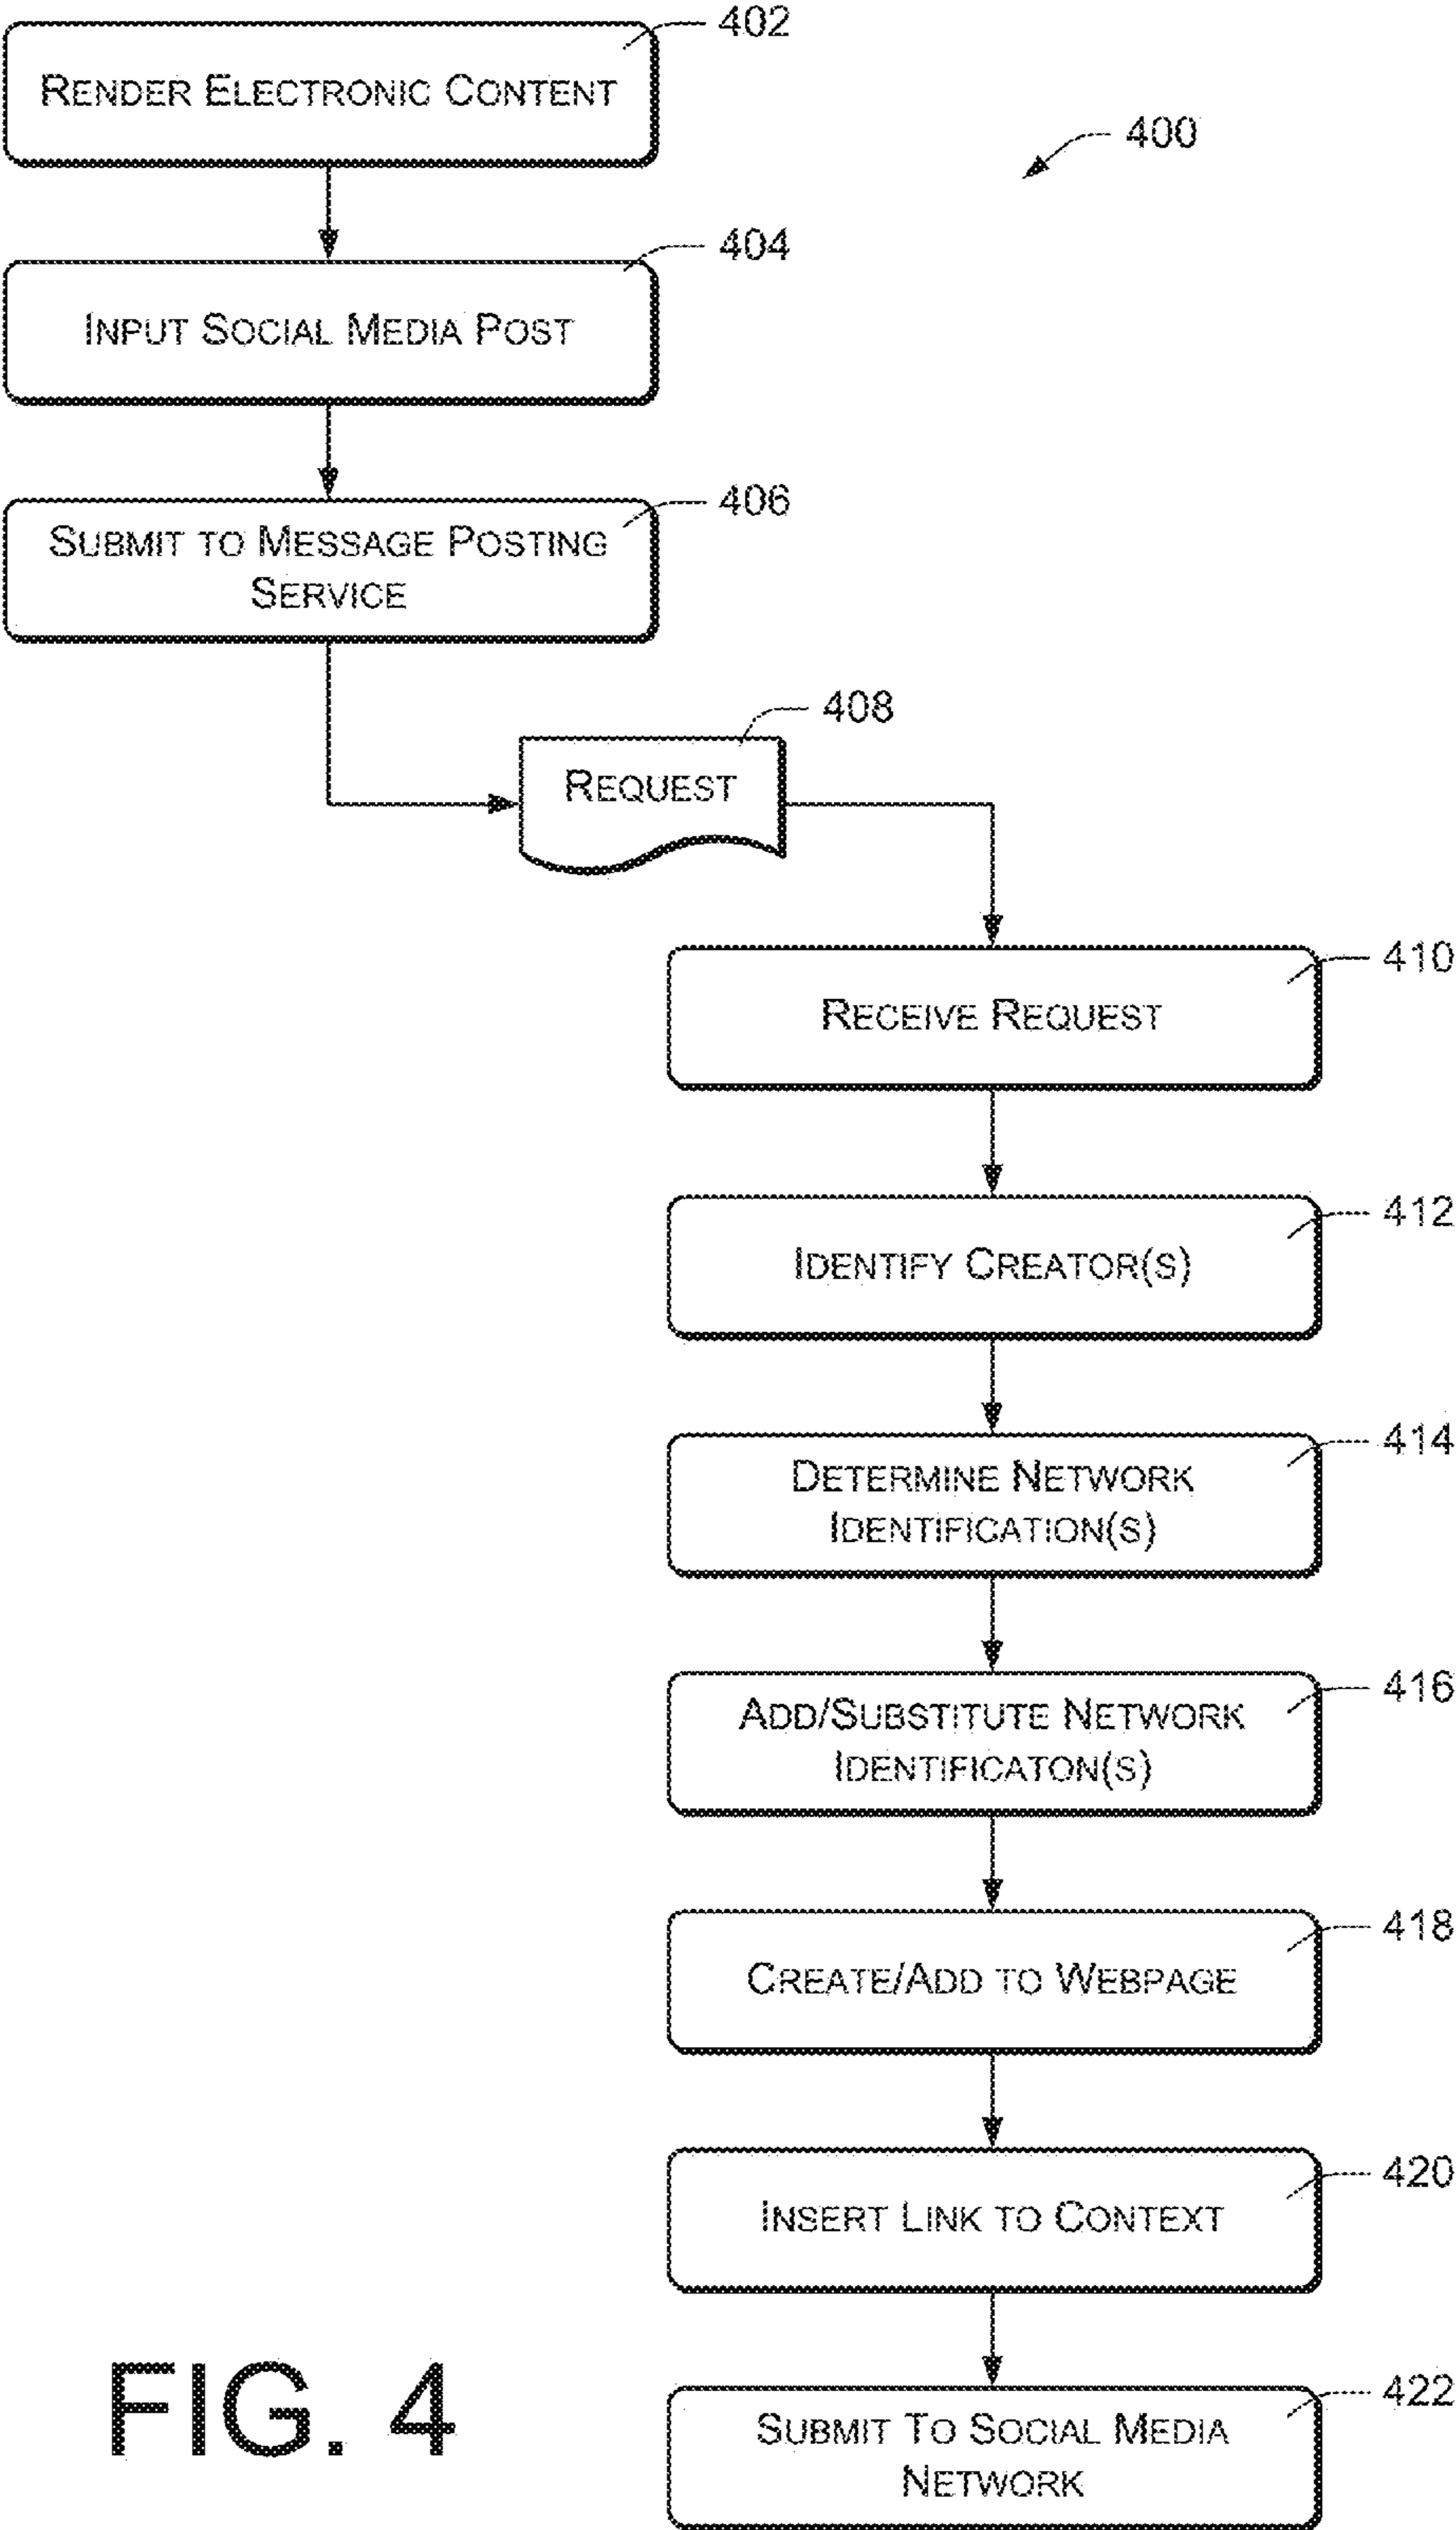 402
RENDER ELECTRONIC CONTENT
400
404
INPUT SOCIAL MEDIA POST
406
SUBMIT TO MESSAGE POSTING
SERVICE
408
REQUEST
410
RECEIVE REQUEST
412
IDENTIFY CREATOR(S)
414
DETERMINE NETWORK
IDENTIFICATION(S)
416
ADD/SUBSTITUTE NETWORK
IDENTIFICATON(S)
418
CREATE/ADD TO WEBPAGE
420
INSERT LINK TO CONTEXT
422
SUBMIT TO SOCIAL MEDIA
NETWORK
FIG. 4